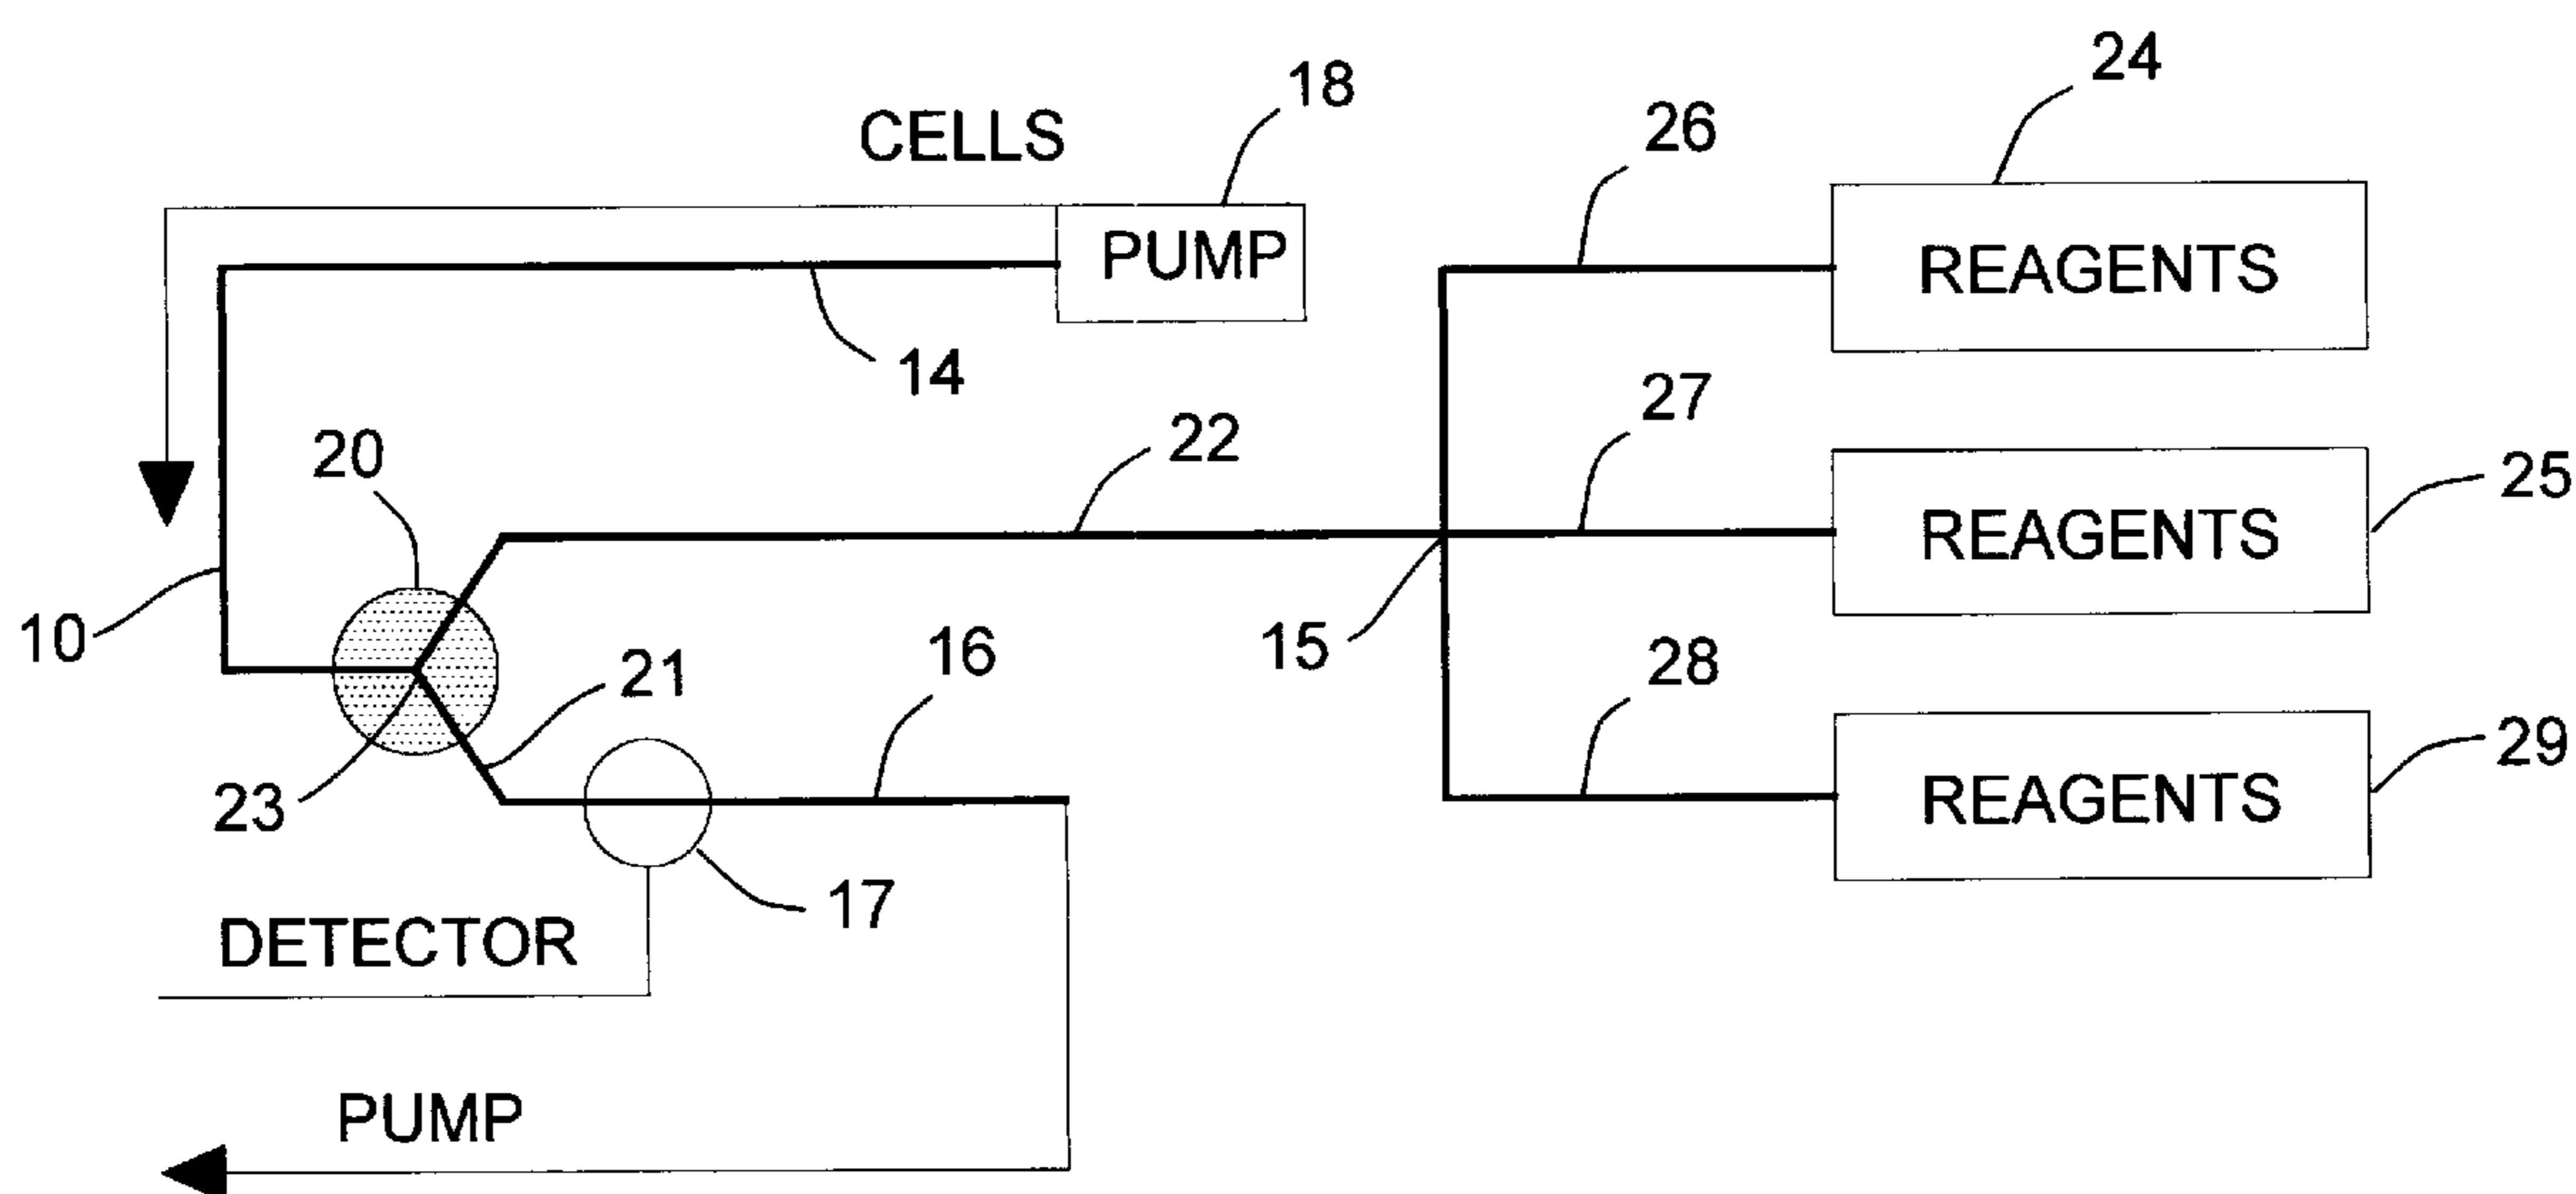 24
18
26
CELLS
PUMP
REAGENTS
14
27
22
20
25
REAGENTS
10
15
16
21
28
29
23
REAGENTS
17
DETECTOR
PUMP